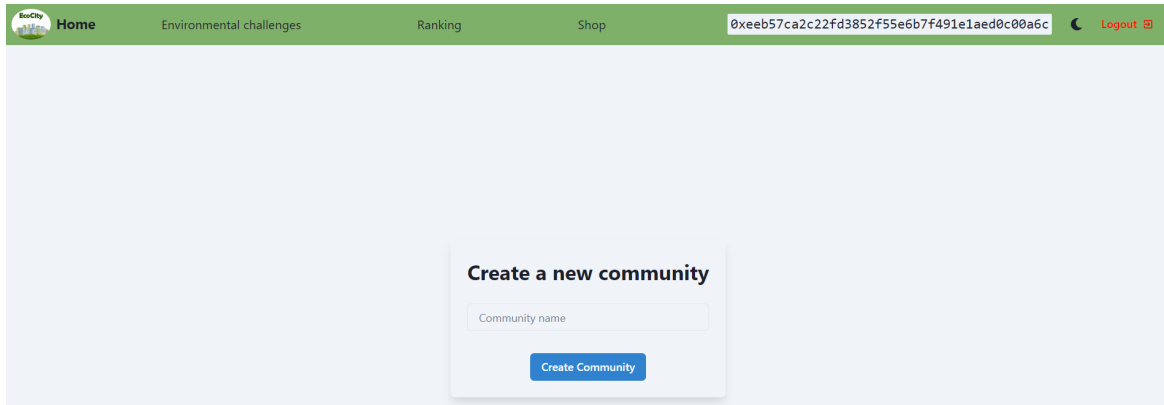 EcoCity
Home
Environmental challenges
Ranking
Shop
0xeeb57ca2c22fd3852f55e6b7f491e1aed0c00a6c
Logout
Create a new community
Community name
Create Community